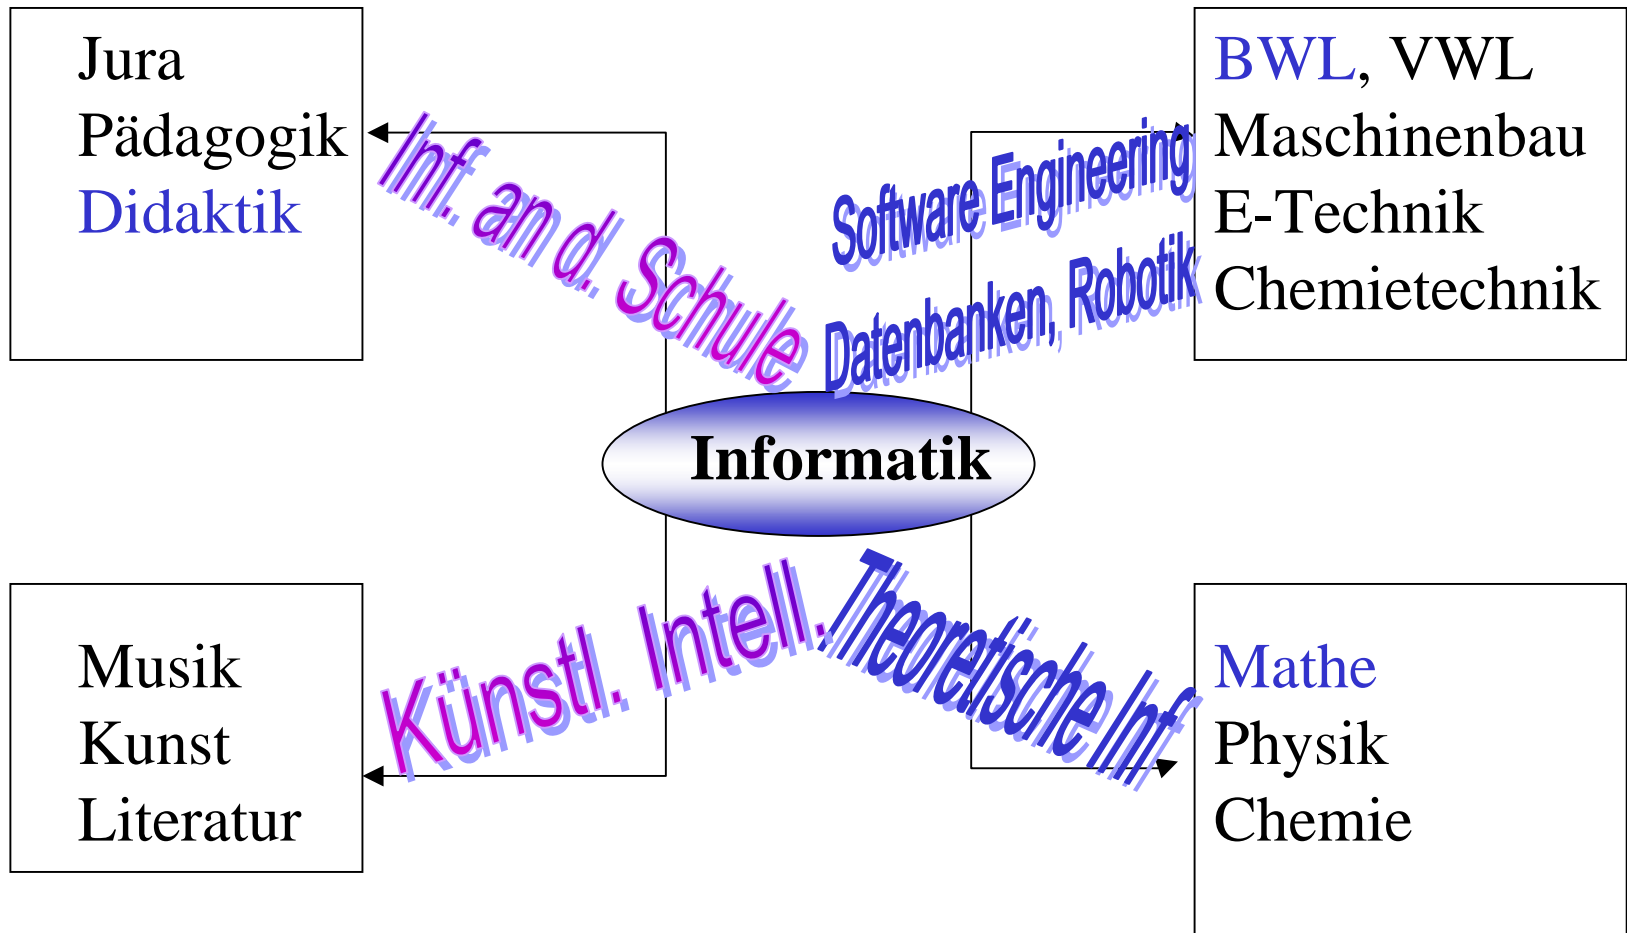 Jura
Pädagogik
Didaktik
Inf. an d. Schule
Software Engineering
Datenbanken, Robotik
BWL, VWL
Maschinenbau
E-Technik
Chemietechnik
Informatik
Musik
Kunst
Literatur
Künstl. Intell.
Theoretische Inf.
Mathe
Physik
Chemie